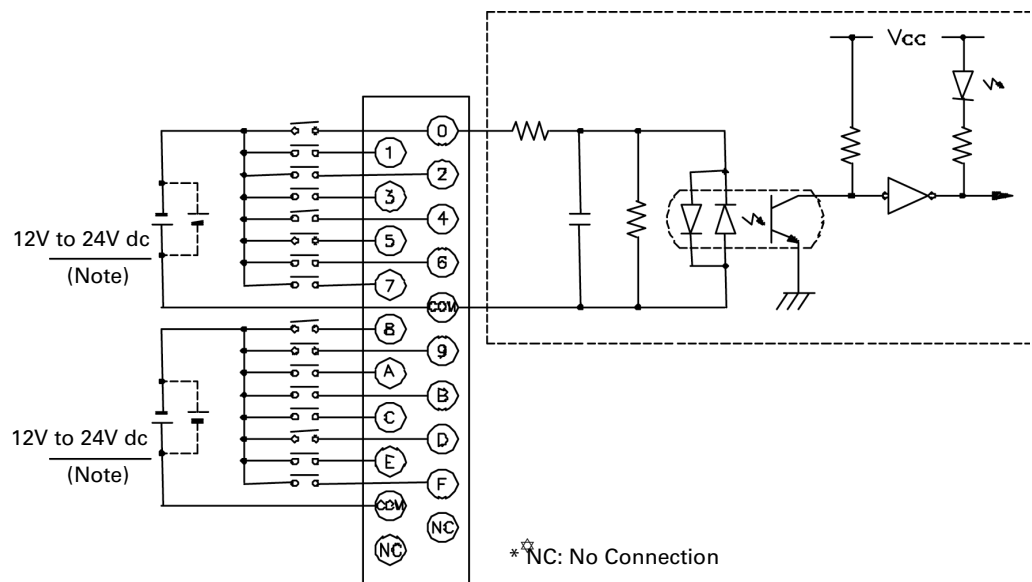 Vcc
0
1
2
3
4
5
6
7
COM
12V to 24V dc
(Note)
8
9
A
B
C
D
E
F
COM
NC
NC
12V to 24V dc
(Note)
*NC: No Connection